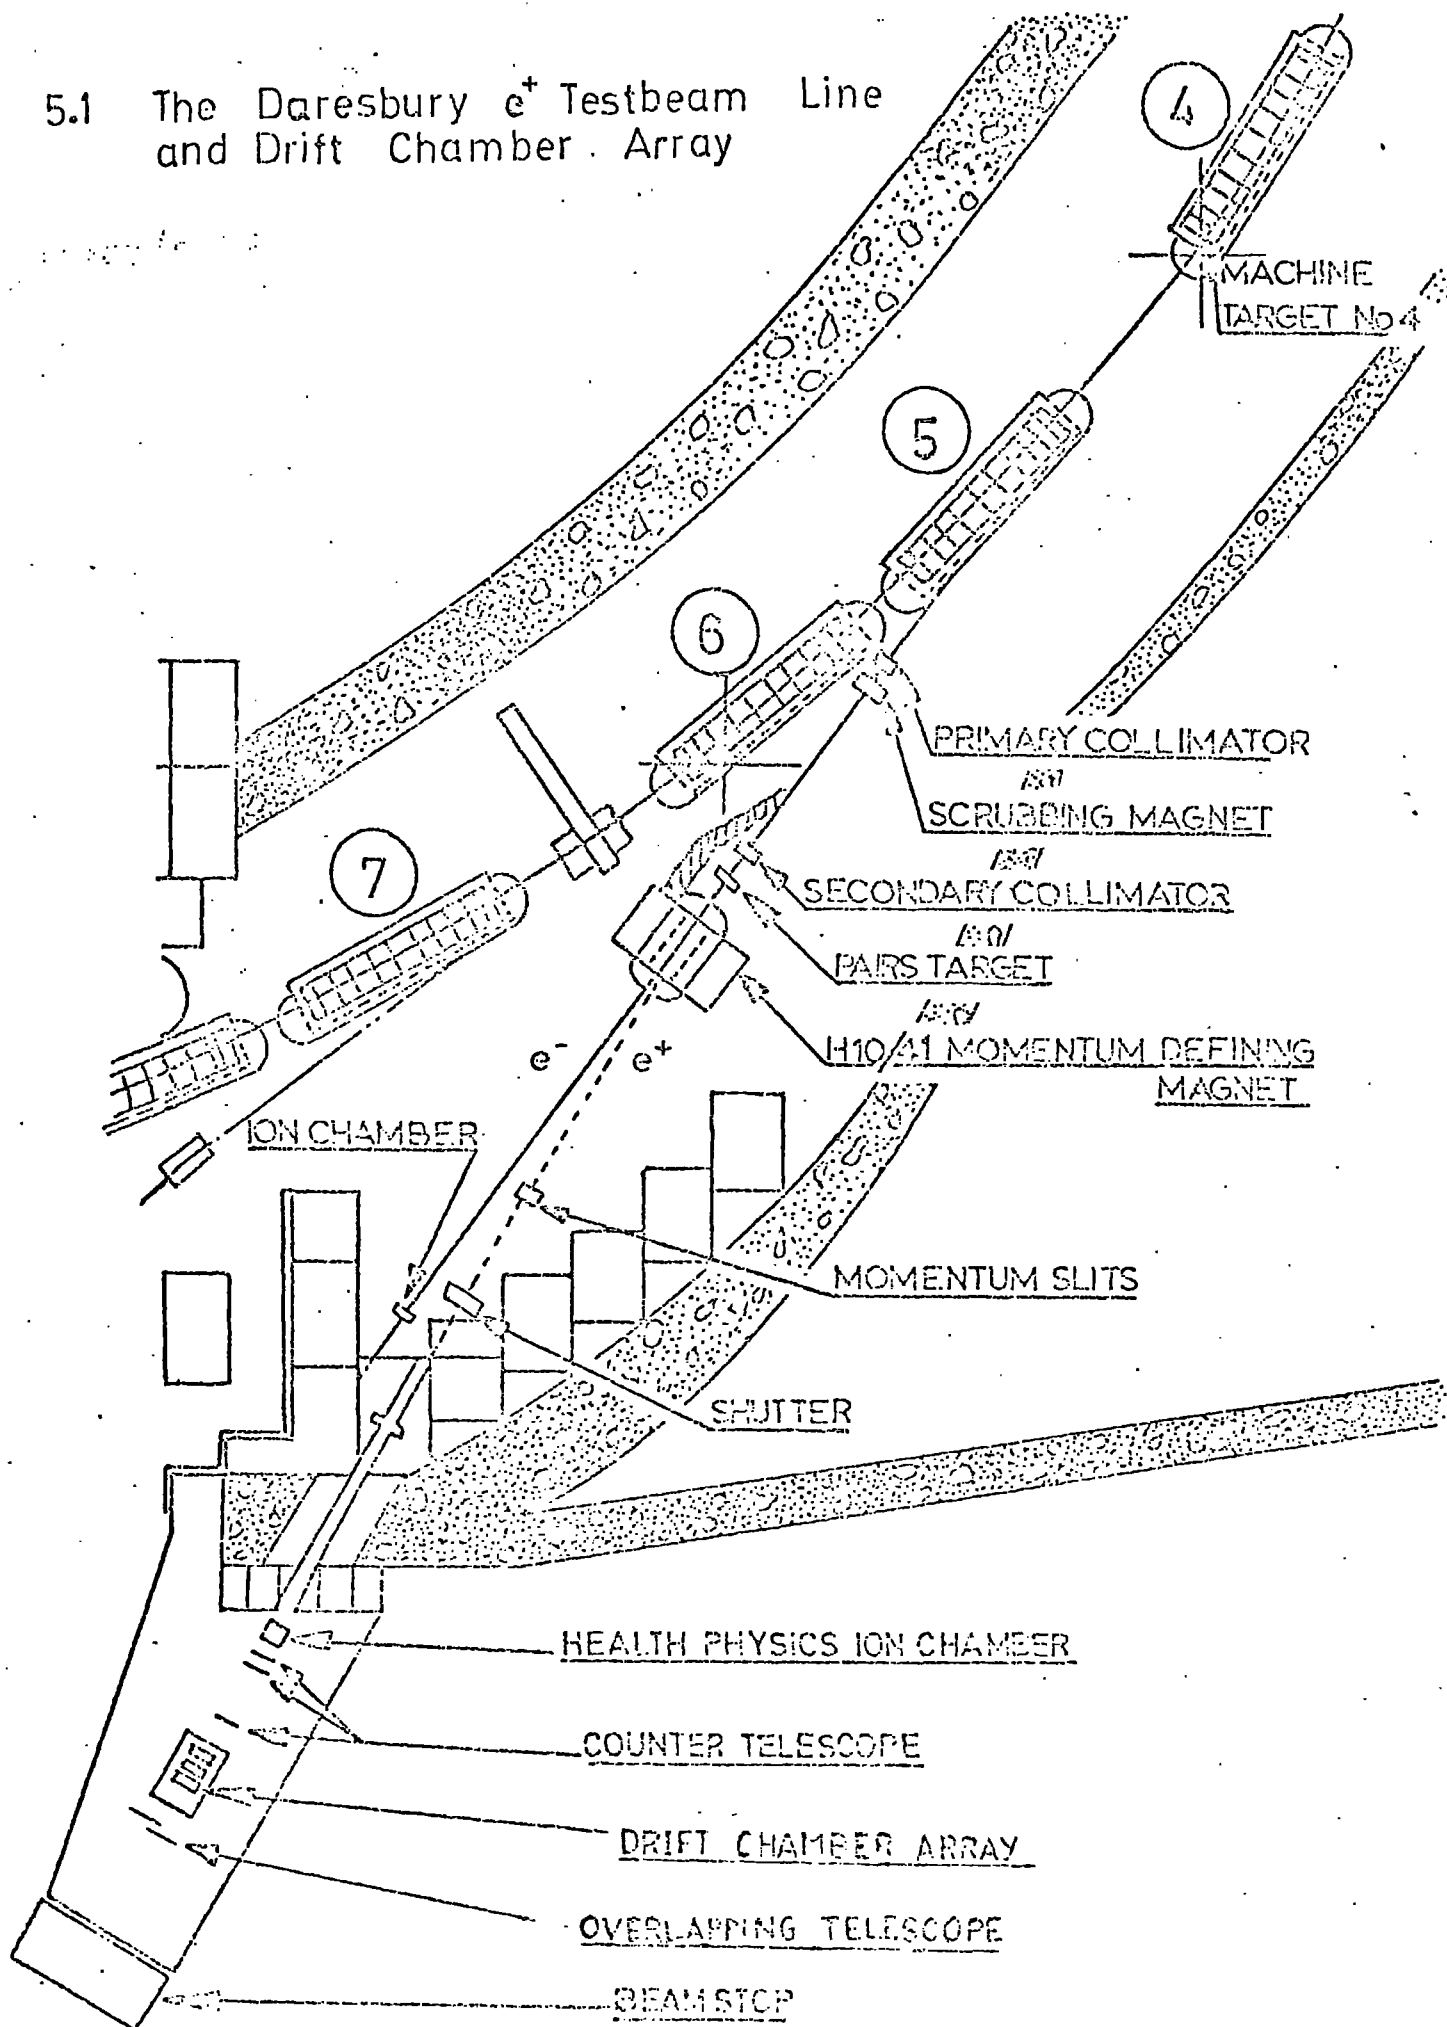 5.1 The Daresbury e⁺ Testbeam Line
and Drift Chamber Array
4
MACHINE
TARGET No 4
5
6
PRIMARY COLLIMATOR
SCRUBBING MAGNET
7
SECONDARY COLLIMATOR
PAIRS TARGET
H10/41 MOMENTUM DEFINING
MAGNET
e⁻
e⁺
ION CHAMBER
MOMENTUM SLITS
SHUTTER
HEALTH PHYSICS ION CHAMBER
COUNTER TELESCOPE
DRIFT CHAMBER ARRAY
OVERLAPPING TELESCOPE
BEAM STOP